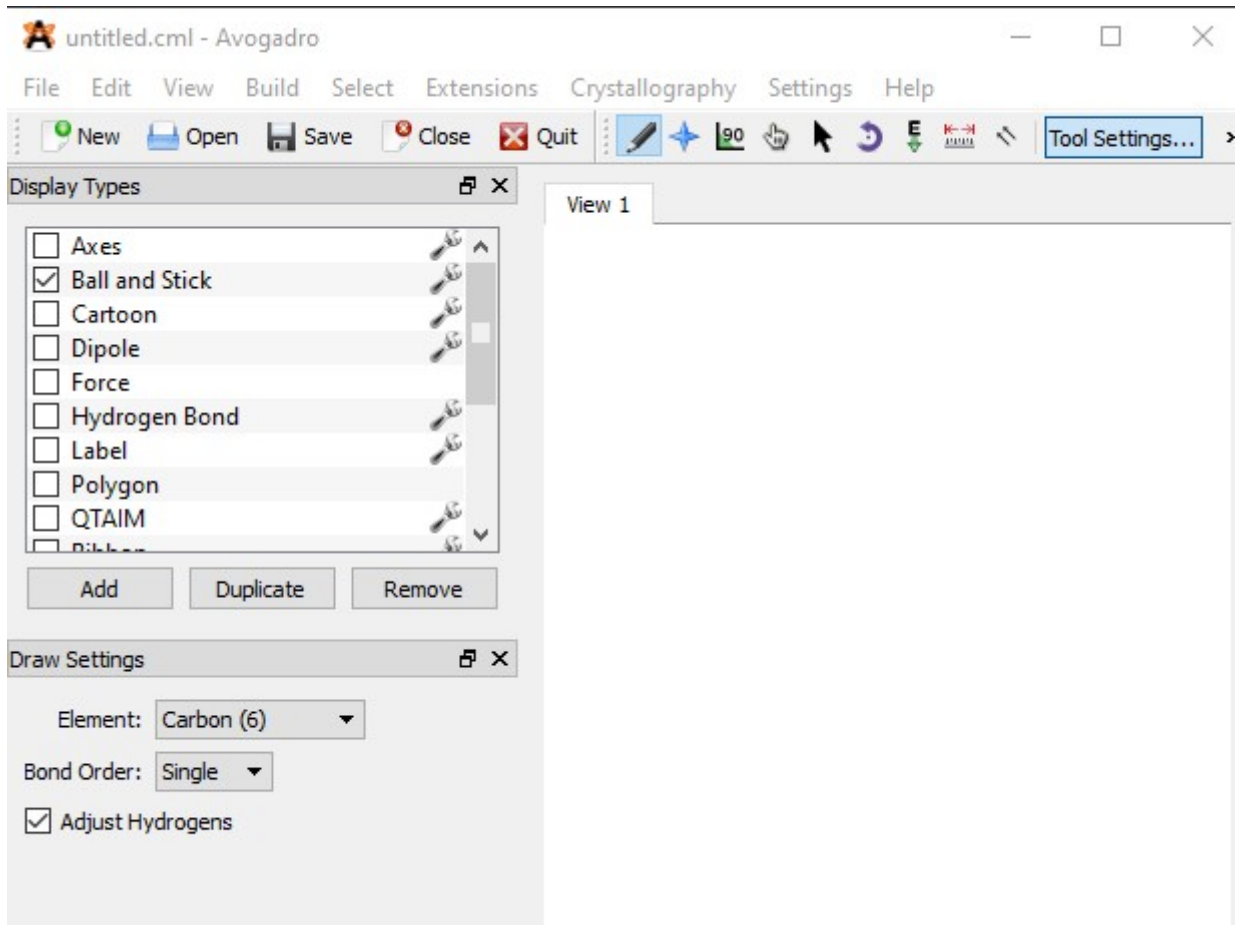 untitled.cml - Avogadro
File Edit View Build Select Extensions Crystallography Settings Help
New Open Save Close Quit 90 E Tool Settings...
Display Types
View 1
Axes
Ball and Stick
Cartoon
Dipole
Force
Hydrogen Bond
Label
Polygon
QTAIM
Add Duplicate Remove
Draw Settings
Element: Carbon (6)
Bond Order: Single
Adjust Hydrogens